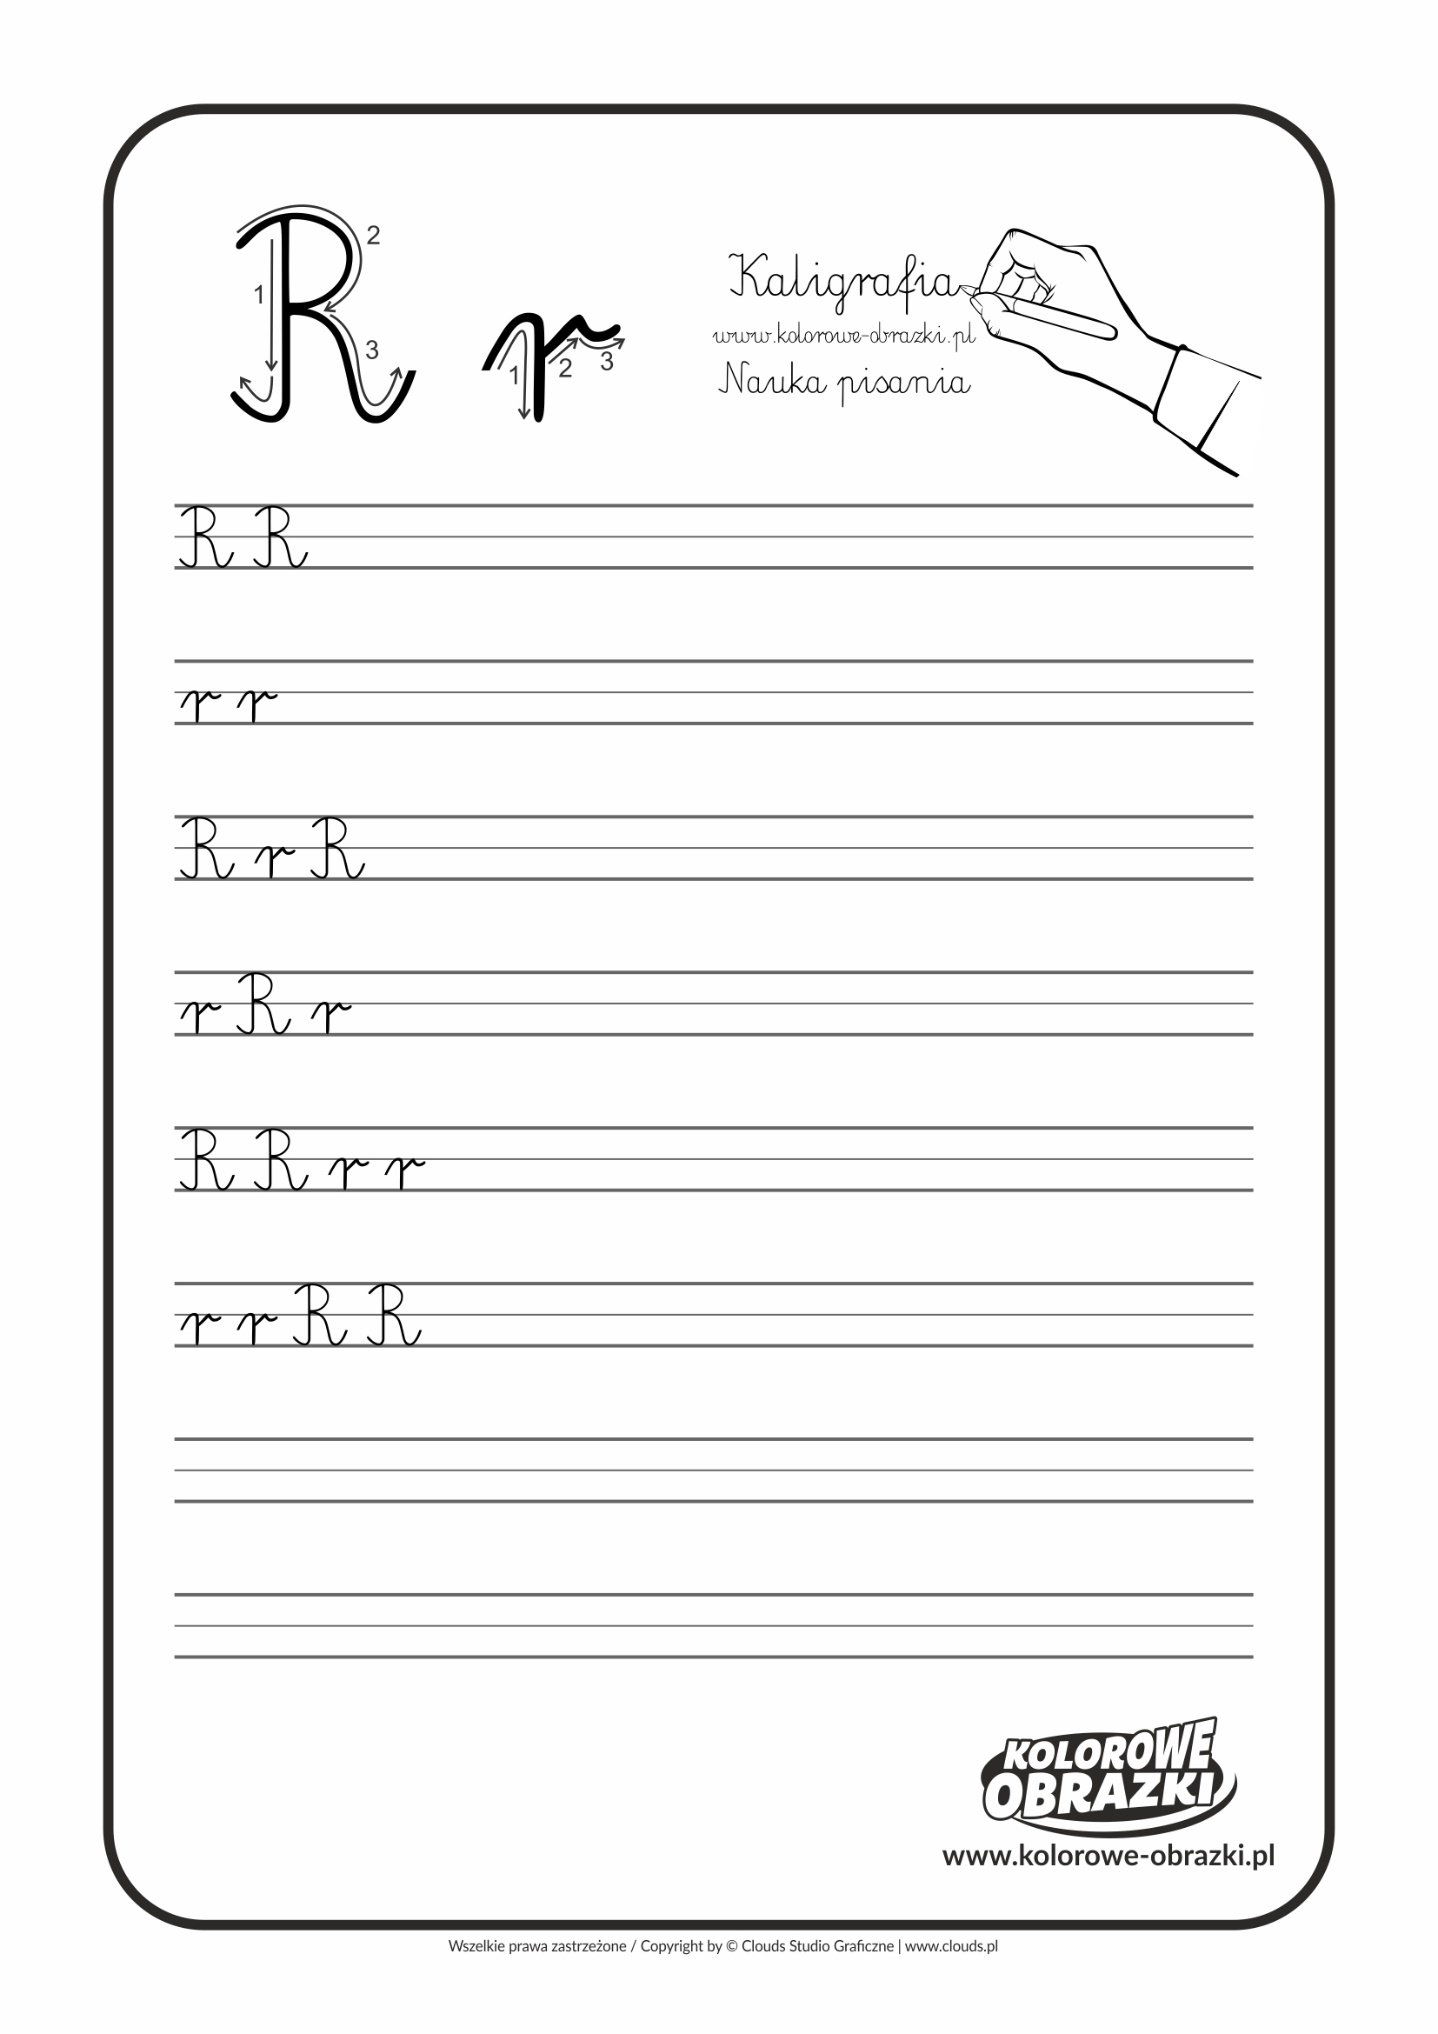 R r
1 2 3 1 2 3
Kaligrafia
www.kolorowe-obrazki.pl
Nauka pisania
R R
r r
R r R
r R r
R R r r
r r R R
KOLOROWE
OBRAZKI
www.kolorowe-obrazki.pl
Wszelkie prawa zastrzeżone / Copyright by © Clouds Studio Graficzne | www.clouds.pl